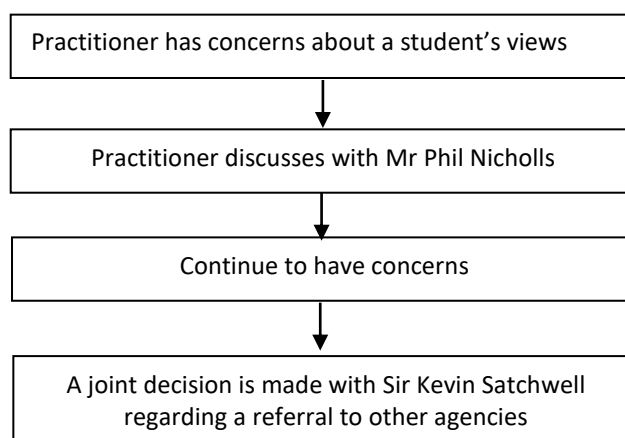 Practitioner has concerns about a student’s views
Practitioner discusses with Mr Phil Nicholls
Continue to have concerns
A joint decision is made with Sir Kevin Satchwell
regarding a referral to other agencies